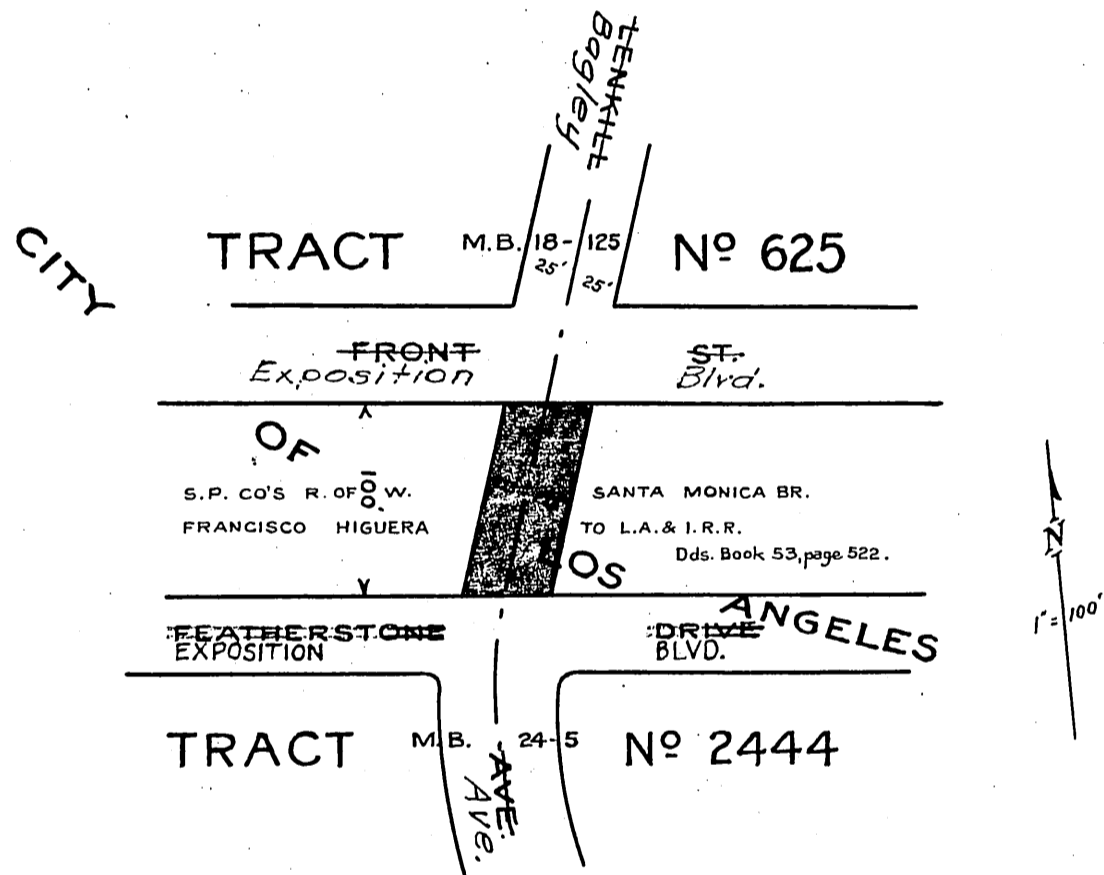 TENKILL
Bagley
CITY
TRACT M.B. 18-125 Nº 625
25' 25'
FRONT ST.
Exposition Blvd.
OF
S.P. CO'S R. OF W. SANTA MONICA BR.
100.
FRANCISCO HIGUERA TO L.A. & I.R.R.
Dds. Book 53, page 522.
LOS
ANGELES
N
1" = 100'
FEATHERSTONE DRIVE
EXPOSITION BLVD.
TRACT M.B. 24-5 Nº 2444
AVE.
Ave.